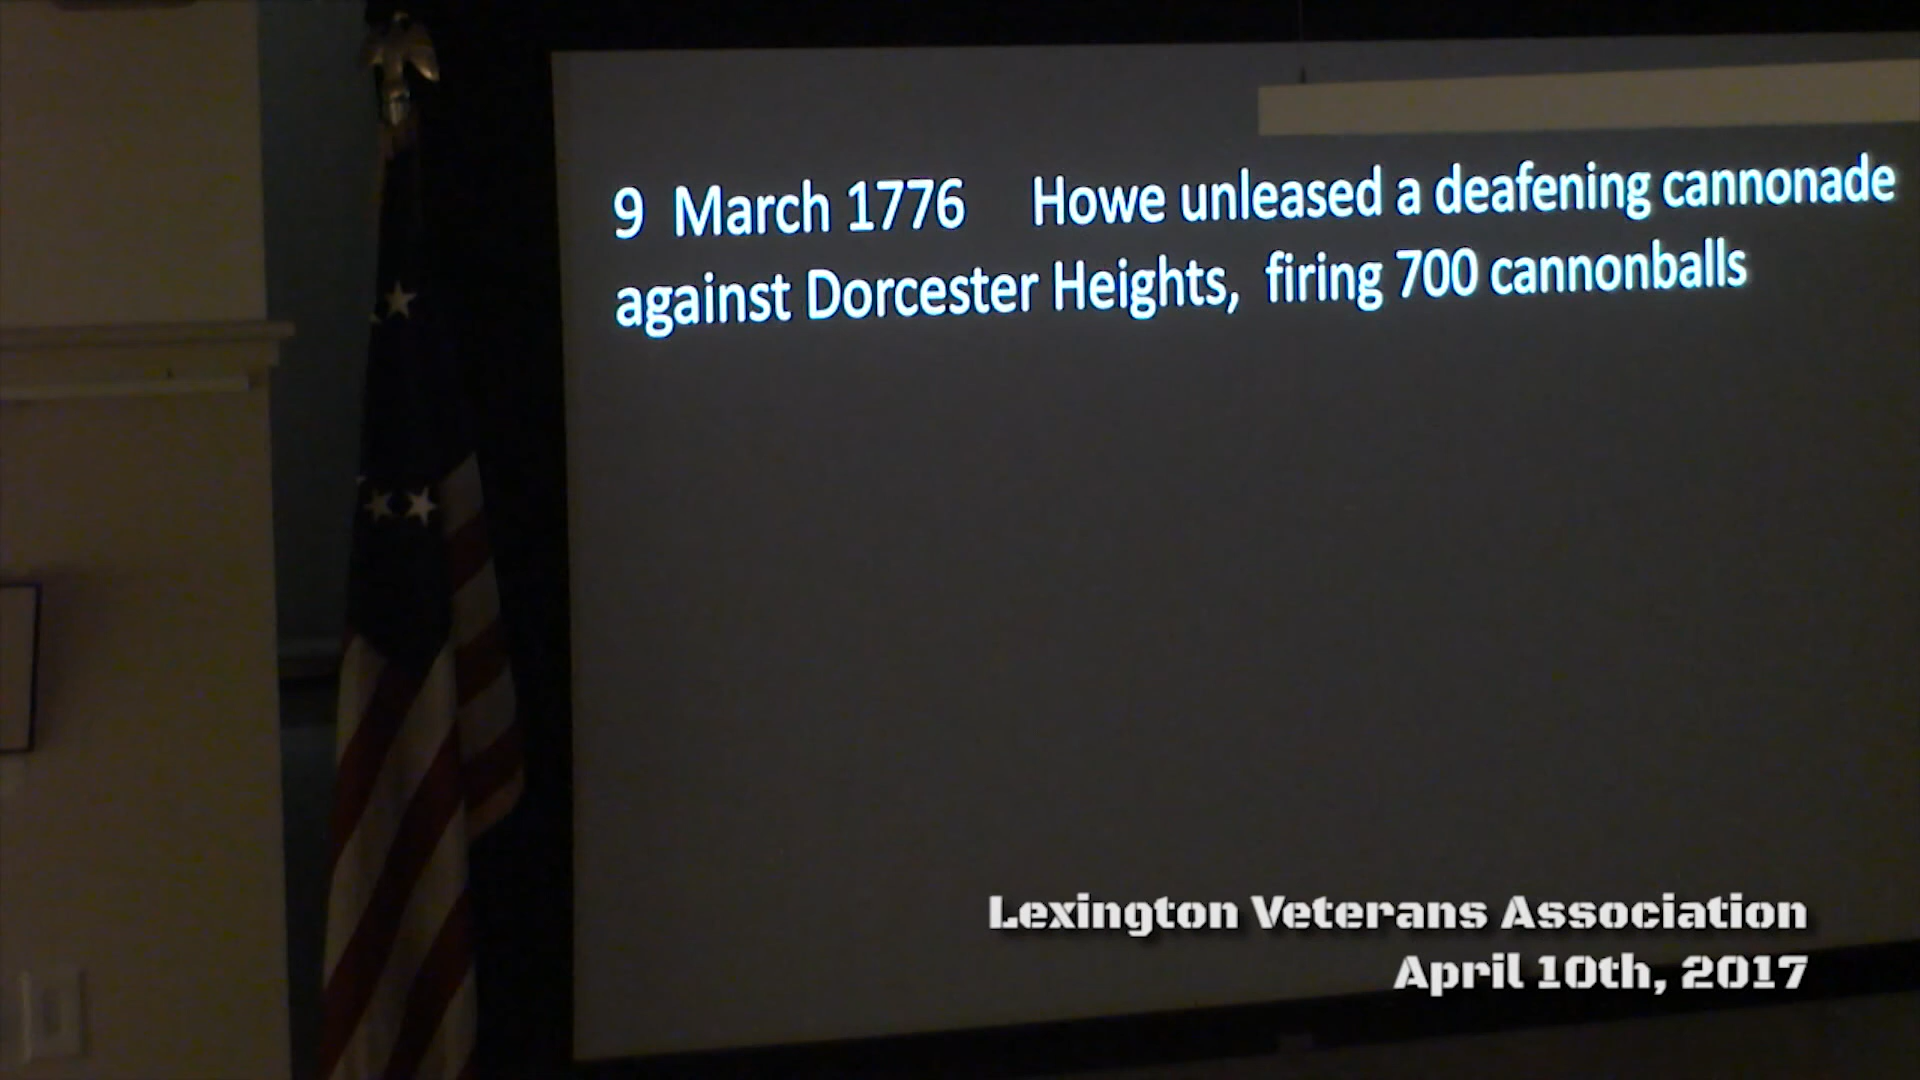 9 March 1776 Howe unleased a deafening cannonade
against Dorcester Heights, firing 700 cannonballs
Lexington Veterans Association
April 10th, 2017